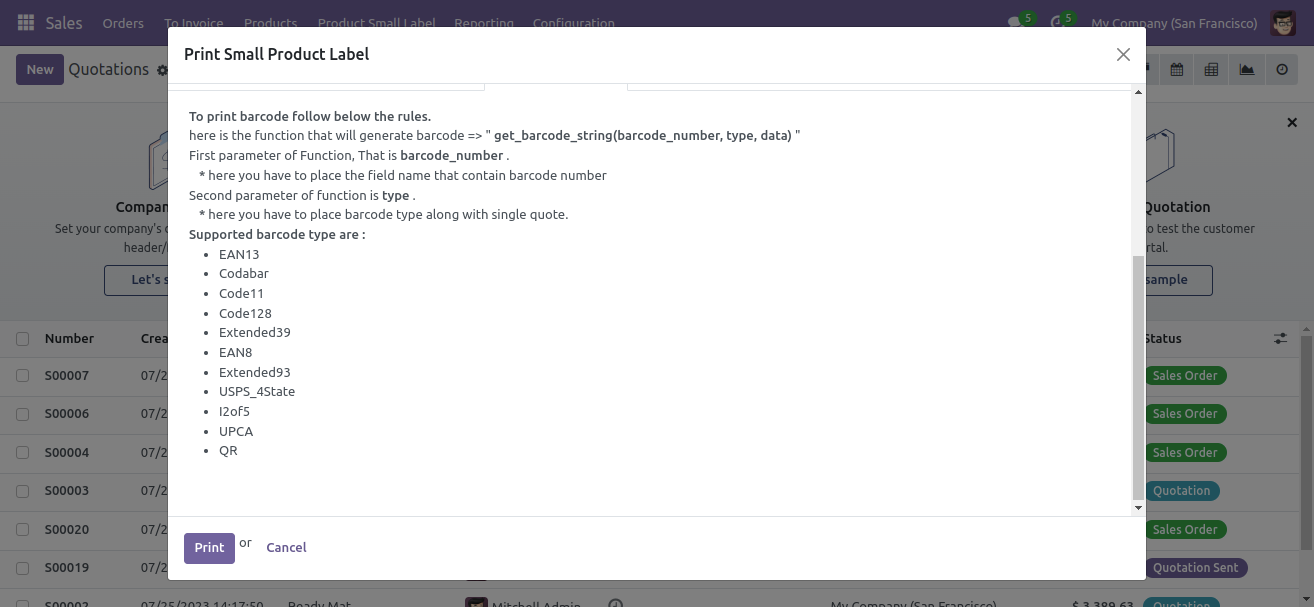 Sales Orders To Invoice Products Product Small Label Reporting Configuration 5 5 My Company (San Francisco)
Print Small Product Label
New Quotations
To print barcode follow below the rules.
here is the function that will generate barcode => " get_barcode_string(barcode_number, type, data) "
First parameter of Function, That is barcode_number .
* here you have to place the field name that contain barcode number
Second parameter of function is type .
* here you have to place barcode type along with single quote.
Supported barcode type are :
• EAN13
• Codabar
• Code11
• Code128
• Extended39
• EAN8
• Extended93
• USPS_4State
• I2of5
• UPCA
• QR
Print or Cancel
Compan
Set your company's
header/
Let's s
Quotation
o test the customer
rtal.
sample
Number Crea Status
S00007 07/2 Sales Order
S00006 07/2 Sales Order
S00004 07/2 Sales Order
S00003 07/2 Quotation
S00020 07/2 Sales Order
S00019 07/2 Quotation Sent
S00002 07/25/2023 14:17:50 Ready Mat Mitchell Admin My Company (San Francisco) $ 3,389.63 Quotation